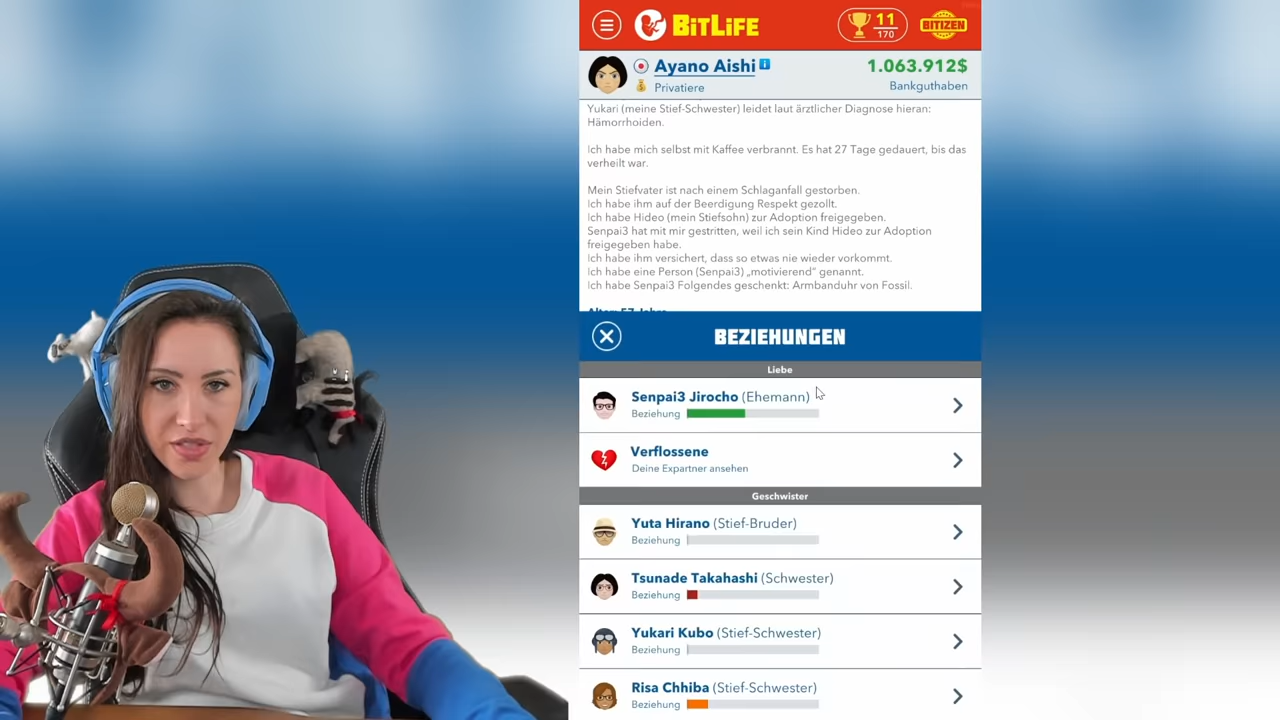 BitLife
11
170
BITIZEN
Ayano Aishi
1.063.912$
Privatiere
Bankguthaben
Yukari (meine Stief-Schwester) leidet laut ärztlicher Diagnose hieran:
Hämorrhoiden.
Ich habe mich selbst mit Kaffee verbrannt. Es hat 27 Tage gedauert, bis das
verheilt war.
Mein Stiefvater ist nach einem Schlaganfall gestorben.
Ich habe ihm auf der Beerdigung Respekt gezollt.
Ich habe Hideo (mein Stiefsohn) zur Adoption freigegeben.
Senpai3 hat mit mir gestritten, weil ich sein Kind Hideo zur Adoption
freigegeben habe.
Ich habe ihm versichert, dass so etwas nie wieder vorkommt.
Ich habe eine Person (Senpai3) „motivierend" genannt.
Ich habe Senpai3 Folgendes geschenkt: Armbanduhr von Fossil.
BEZIEHUNGEN
Liebe
Senpai3 Jirocho (Ehemann)
Beziehung
Verflossene
Deine Expartner ansehen
Geschwister
Yuta Hirano (Stief-Bruder)
Beziehung
Tsunade Takahashi (Schwester)
Beziehung
Yukari Kubo (Stief-Schwester)
Beziehung
Risa Chhiba (Stief-Schwester)
Beziehung